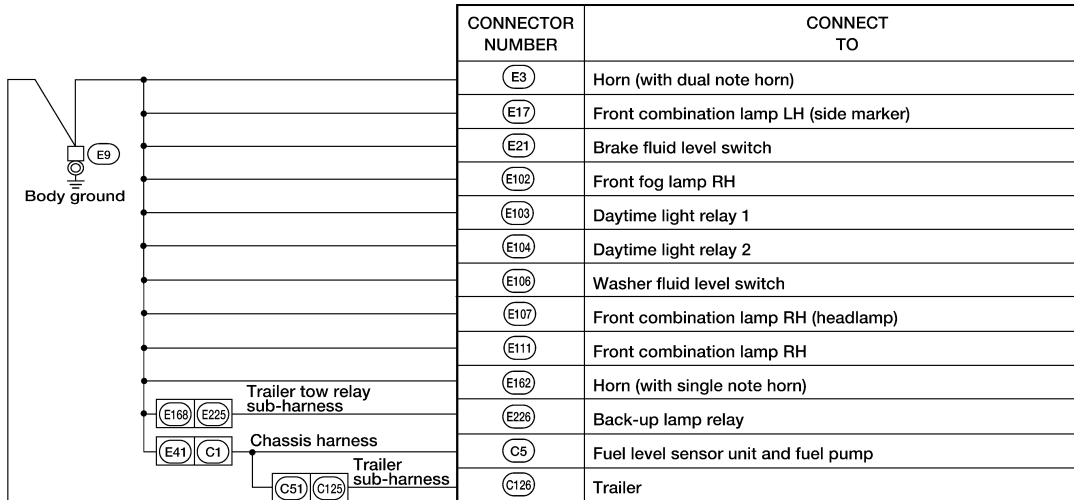 CONNECTOR NUMBER
CONNECT TO
E3 Horn (with dual note horn)
E17 Front combination lamp LH (side marker)
E9
E21 Brake fluid level switch
Body ground
E102 Front fog lamp RH
E103 Daytime light relay 1
E104 Daytime light relay 2
E106 Washer fluid level switch
E107 Front combination lamp RH (headlamp)
E111 Front combination lamp RH
E162 Horn (with single note horn)
Trailer tow relay
sub-harness
E168 E225
E226 Back-up lamp relay
Chassis harness
E41 C1
C5 Fuel level sensor unit and fuel pump
Trailer
sub-harness
C51 C125
C126 Trailer